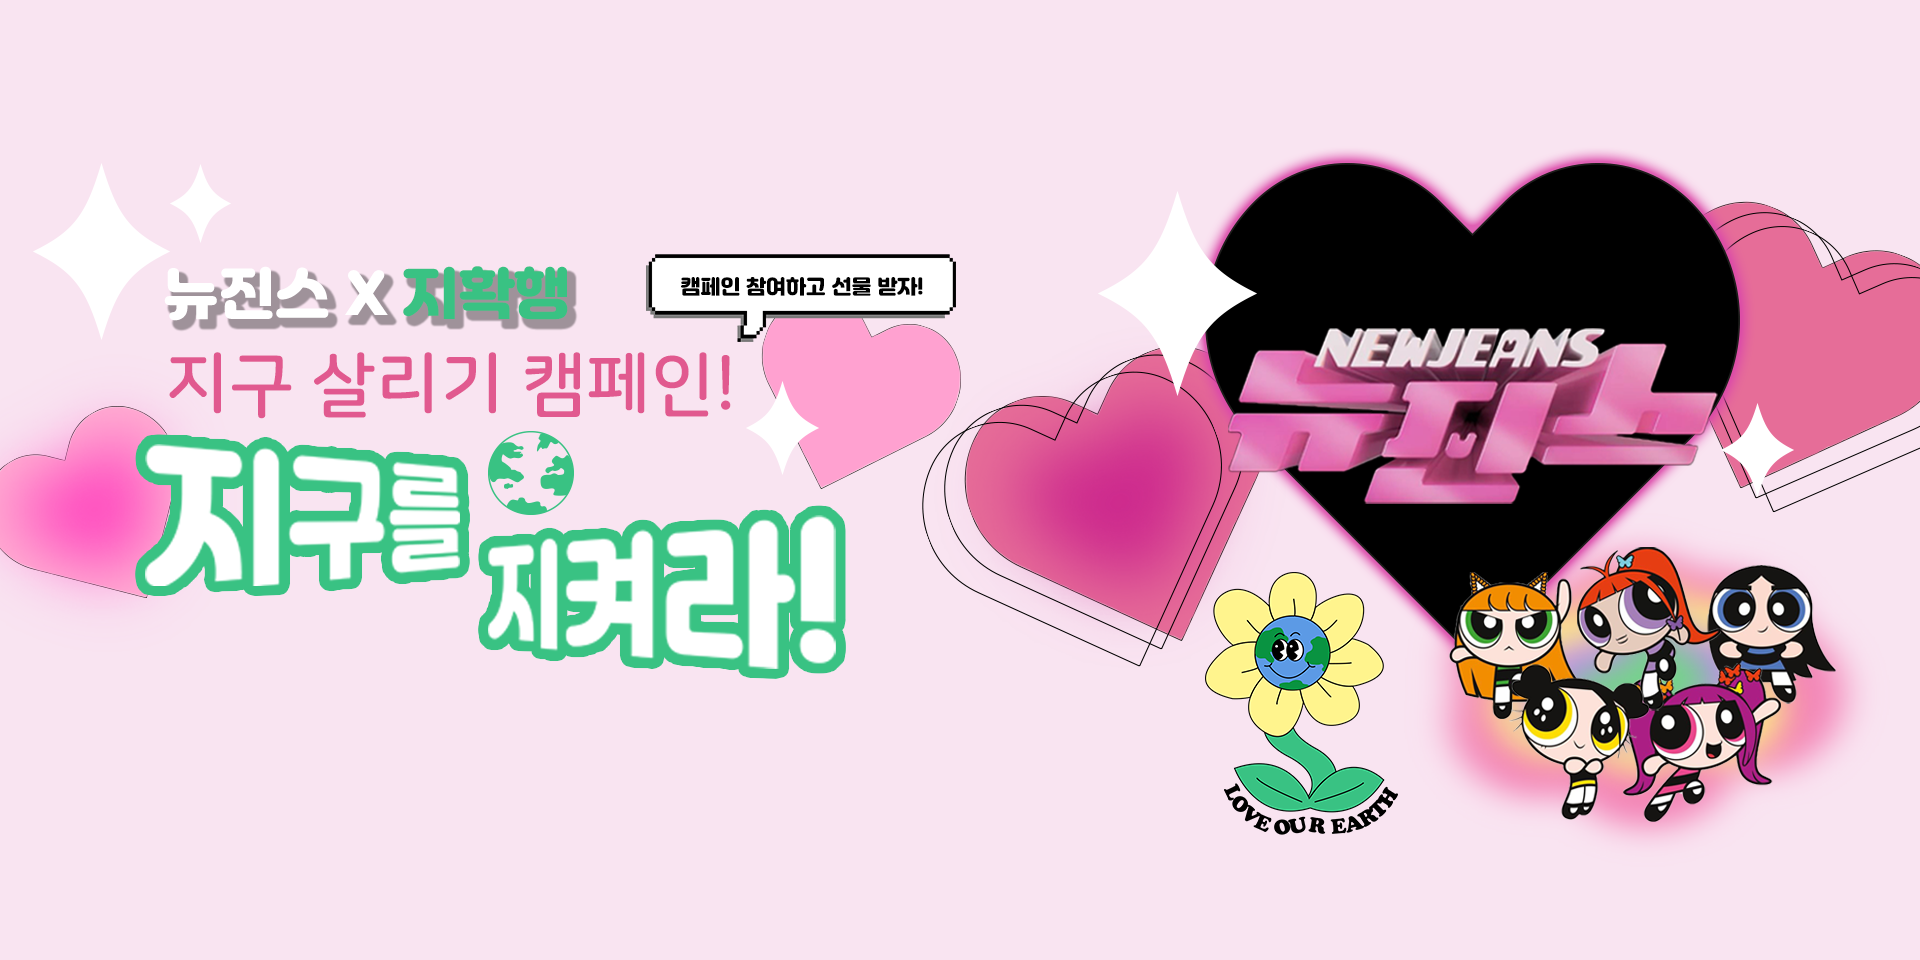 뉴진스 X 지확행
캠페인 참여하고 선물 받자!
지구 살리기 캠페인!
지구를
지켜라!
NEWJEANS
뉴진스
LOVE OUR EARTH